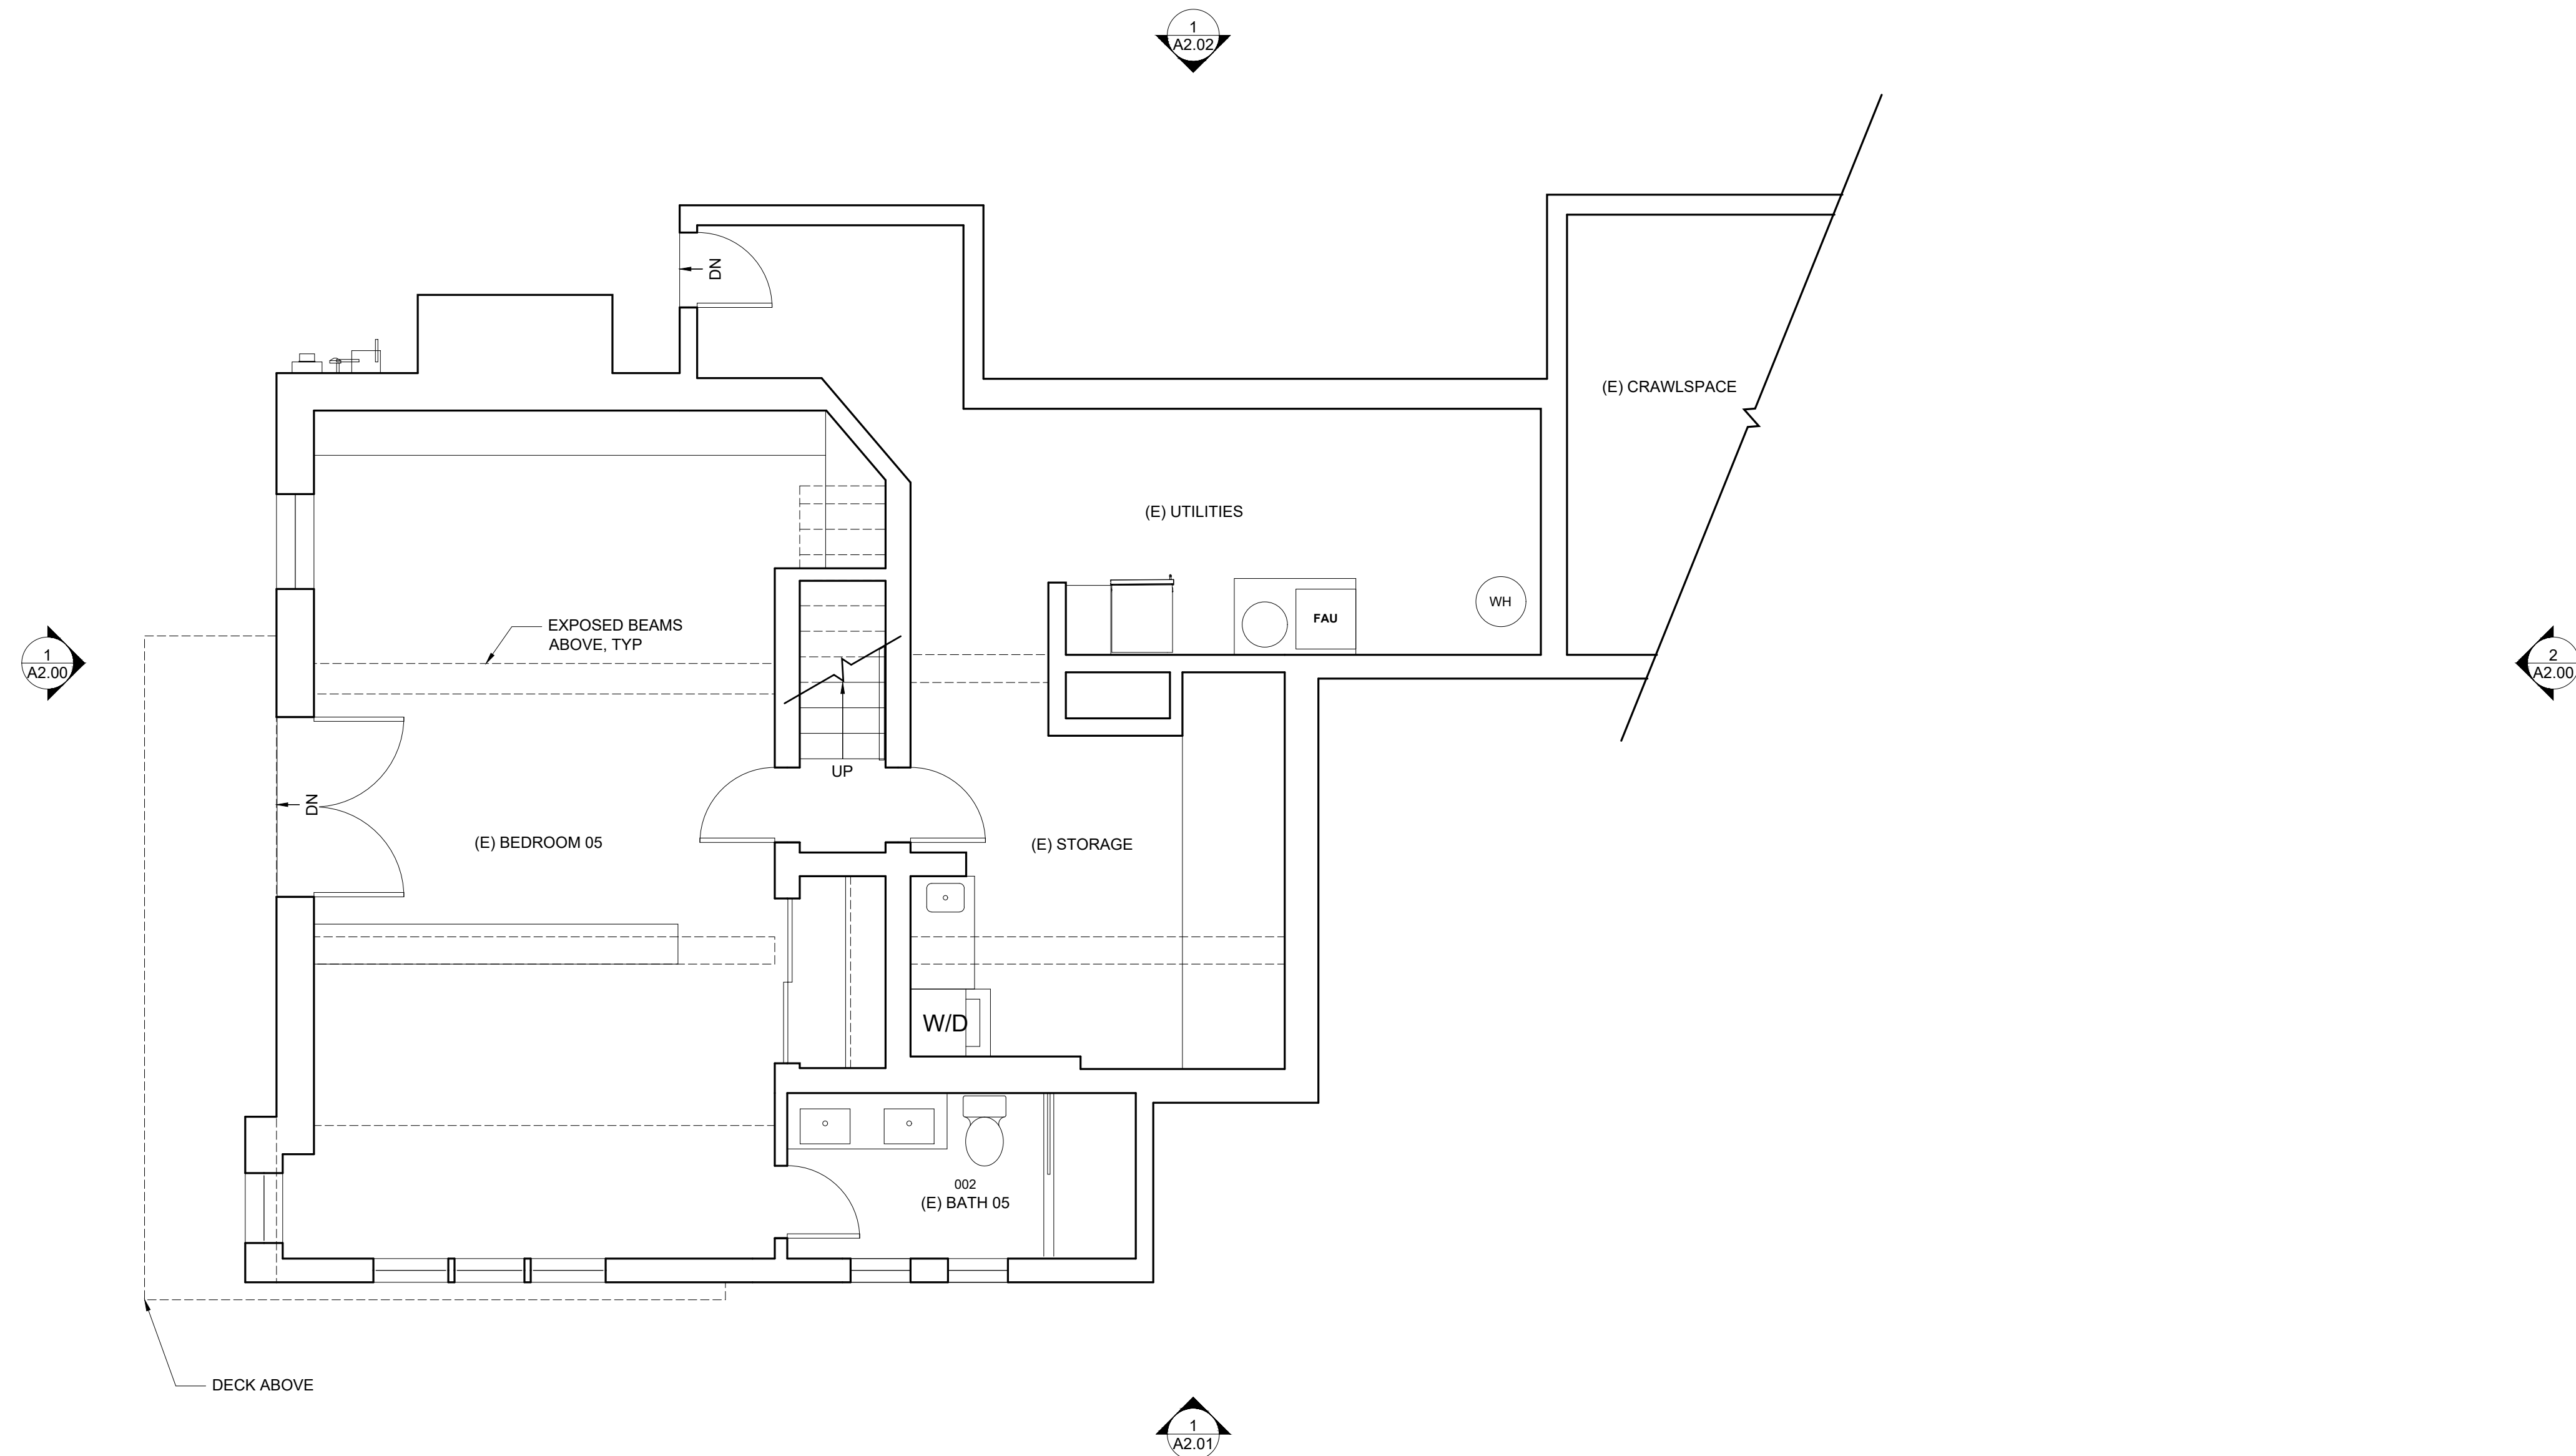 1
A2.02
DN
(E) CRAWLSPACE
(E) UTILITIES
WH
FAU
EXPOSED BEAMS
ABOVE, TYP
1
A2.00
2
A2.00
UP
DN
(E) BEDROOM 05
(E) STORAGE
W/D
002
(E) BATH 05
DECK ABOVE
1
A2.01